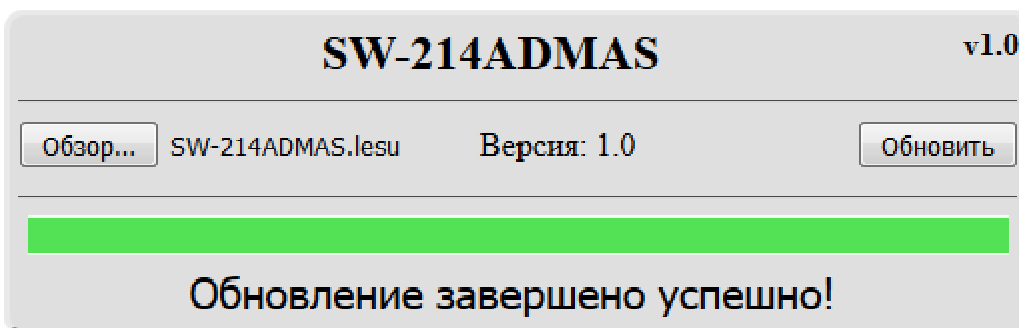 SW-214ADMAS v1.0
Обзор... SW-214ADMAS.lesu Версия: 1.0 Обновить
Обновление завершено успешно!